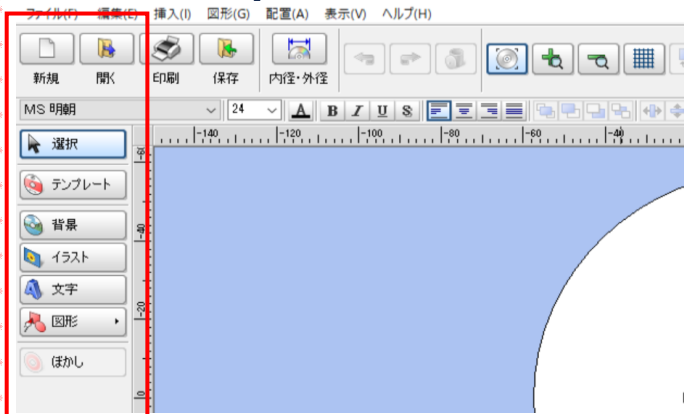 ファイル(F) 編集(E) 挿入(I) 図形(G) 配置(A) 表示(V) ヘルプ(H)
新規 開く 印刷 保存 内径・外径
MS 明朝 24 A B I U S
選択
-140 -120 -100 -80 -60 -40
テンプレート
-60
背景
-40
イラスト
文字
-20
図形
ぼかし
0